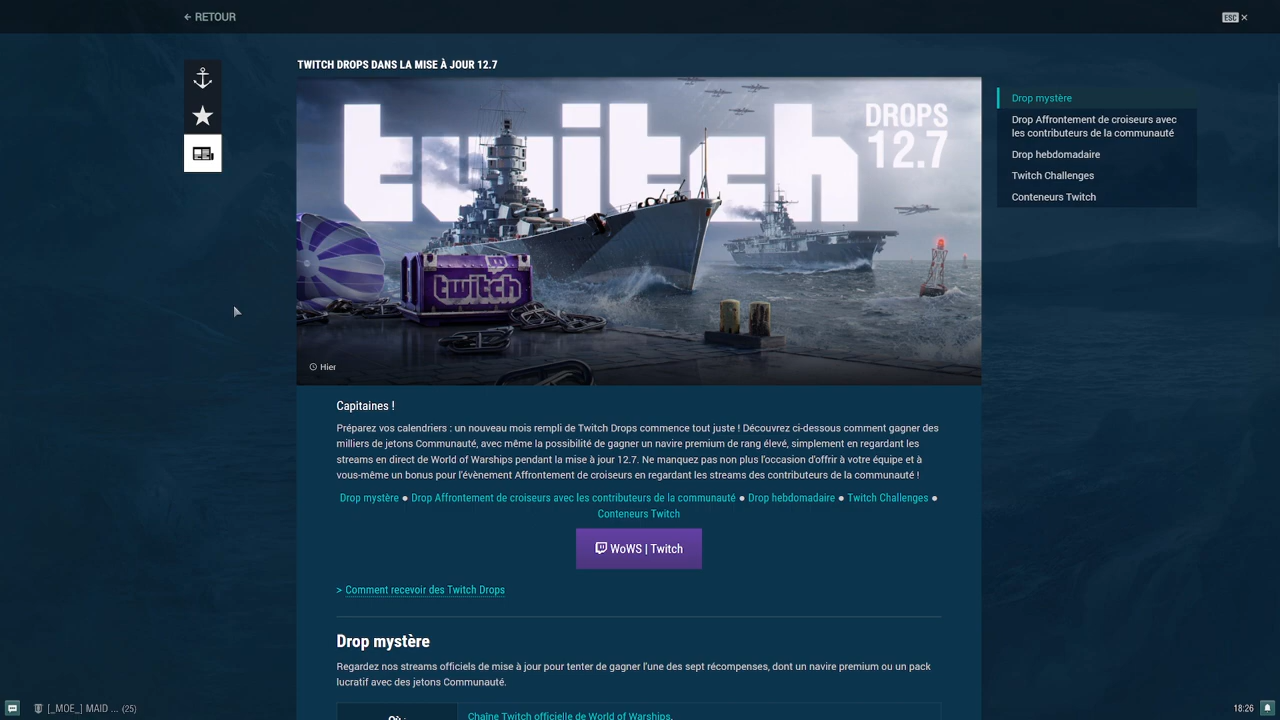 RETOUR
ESC
TWITCH DROPS DANS LA MISE À JOUR 12.7
twitch
DROPS
12.7
twitch
Hier
Drop mystère
Drop Affrontement de croiseurs avec
les contributeurs de la communauté
Drop hebdomadaire
Twitch Challenges
Conteneurs Twitch
Capitaines !
Préparez vos calendriers : un nouveau mois rempli de Twitch Drops commence tout juste ! Découvrez ci-dessous comment gagner des
milliers de jetons Communauté, avec même la possibilité de gagner un navire premium de rang élevé, simplement en regardant les
streams en direct de World of Warships pendant la mise à jour 12.7. Ne manquez pas non plus l'occasion d'offrir à votre équipe et à
vous-même un bonus pour l'évènement Affrontement de croiseurs en regardant les streams des contributeurs de la communauté !
Drop mystère ● Drop Affrontement de croiseurs avec les contributeurs de la communauté ● Drop hebdomadaire ● Twitch Challenges ●
Conteneurs Twitch
WoWS | Twitch
> Comment recevoir des Twitch Drops
Drop mystère
Regardez nos streams officiels de mise à jour pour tenter de gagner l'une des sept récompenses, dont un navire premium ou un pack
lucratif avec des jetons Communauté.
Chaîne Twitch officielle de World of Warships.
[_MOE_] MAID ... (25)
18:26